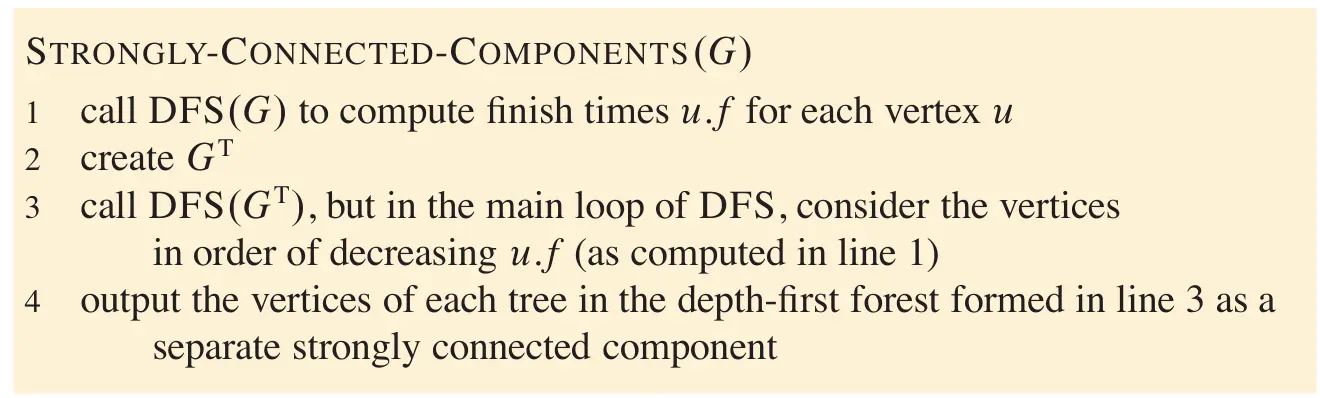 STRONGLY-CONNECTED-COMPONENTS(G)
1 call DFS(G) to compute finish times u.f for each vertex u
2 create Gᵀ
3 call DFS(Gᵀ), but in the main loop of DFS, consider the vertices
in order of decreasing u.f (as computed in line 1)
4 output the vertices of each tree in the depth-first forest formed in line 3 as a
separate strongly connected component